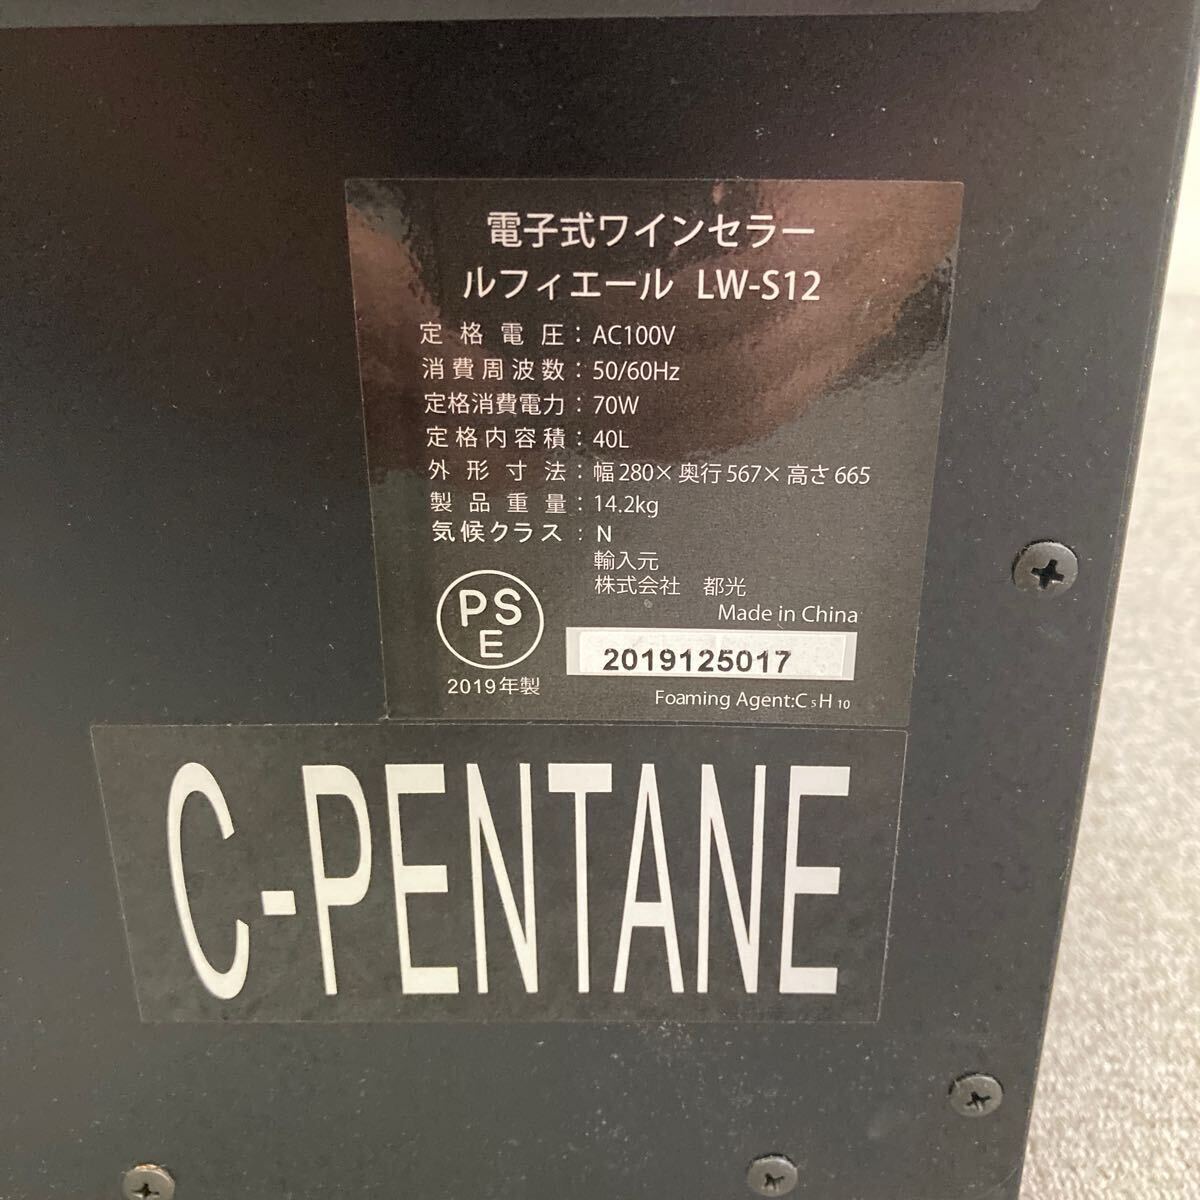 電子式ワインセラー
ルフィエール LW-S12
定格電圧：AC100V
消費周波数：50/60Hz
定格消費電力：70W
定格内容積：40L
外形寸法：幅280×奥行567×高さ665
製品重量：14.2kg
気候クラス：N
輸入元
株式会社 都光
Made in China
PS
E
2019125017
2019年製
Foaming Agent:C5H10
C-PENTANE